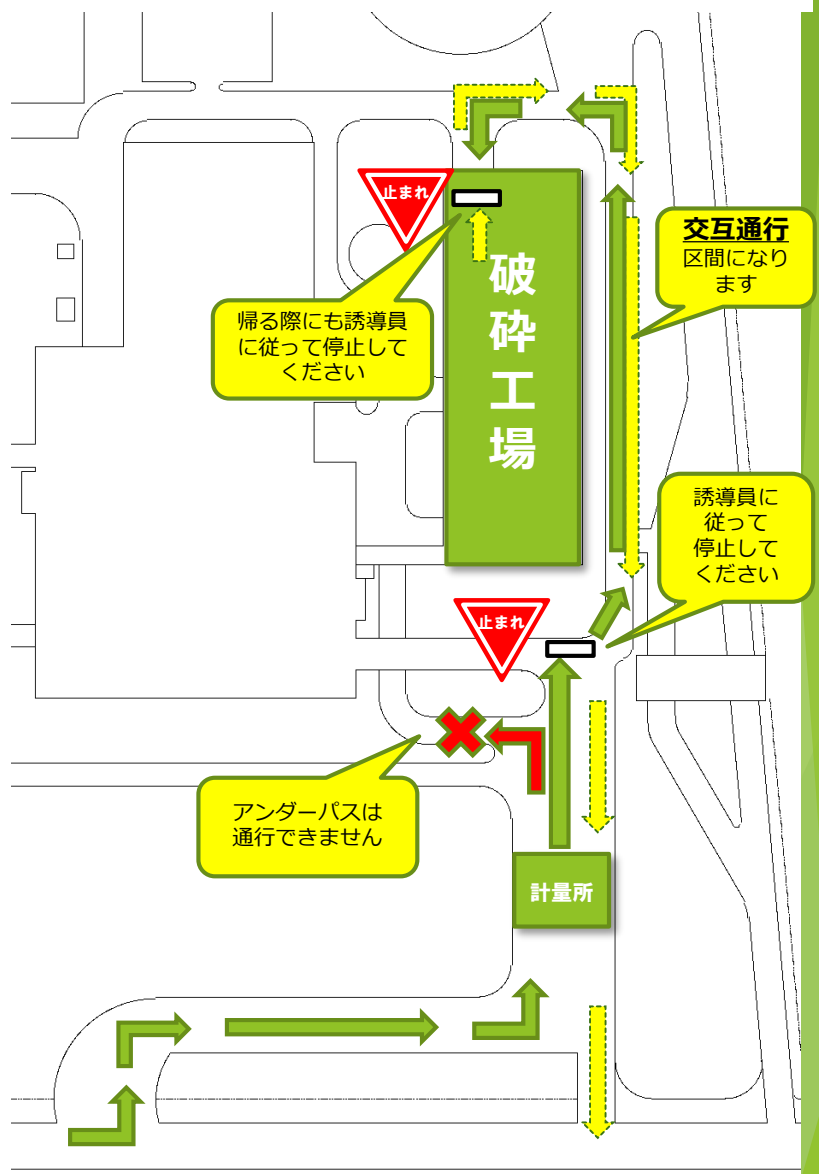 止まれ
破砕工場
交互通行
区間になり
ます
帰る際にも誘導員
に従って停止して
ください
誘導員に
従って
停止して
ください
止まれ
アンダーパスは
通行できません
計量所